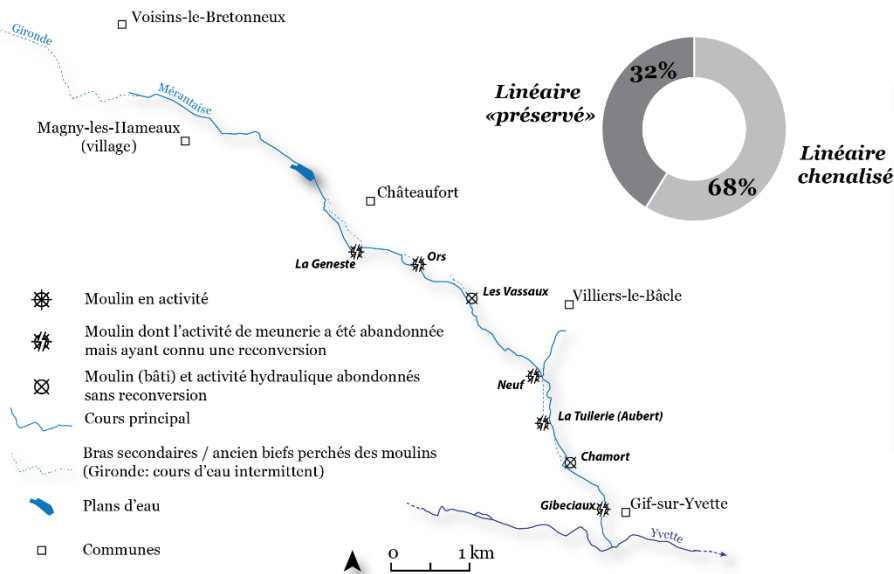 Voisins-le-Bretonneux
Gironde
Mérantaise
Magny-les-Hameaux
(village)
Châteaufort
32%
Linéaire
«préservé»
Linéaire
chenalisé
68%
La Geneste
Ors
Les Vassaux
Villiers-le-Bâcle
Neuf
La Tuilerie (Aubert)
Chamort
Gibeciaux
Gif-sur-Yvette
Yvette
Moulin en activité
Moulin dont l'activité de meunerie a été abandonnée
mais ayant connu une reconversion
Moulin (bâti) et activité hydraulique abondonnés
sans reconversion
Cours principal
Bras secondaires / ancien biefs perchés des moulins
(Gironde: cours d'eau intermittent)
Plans d'eau
Communes
0 1 km